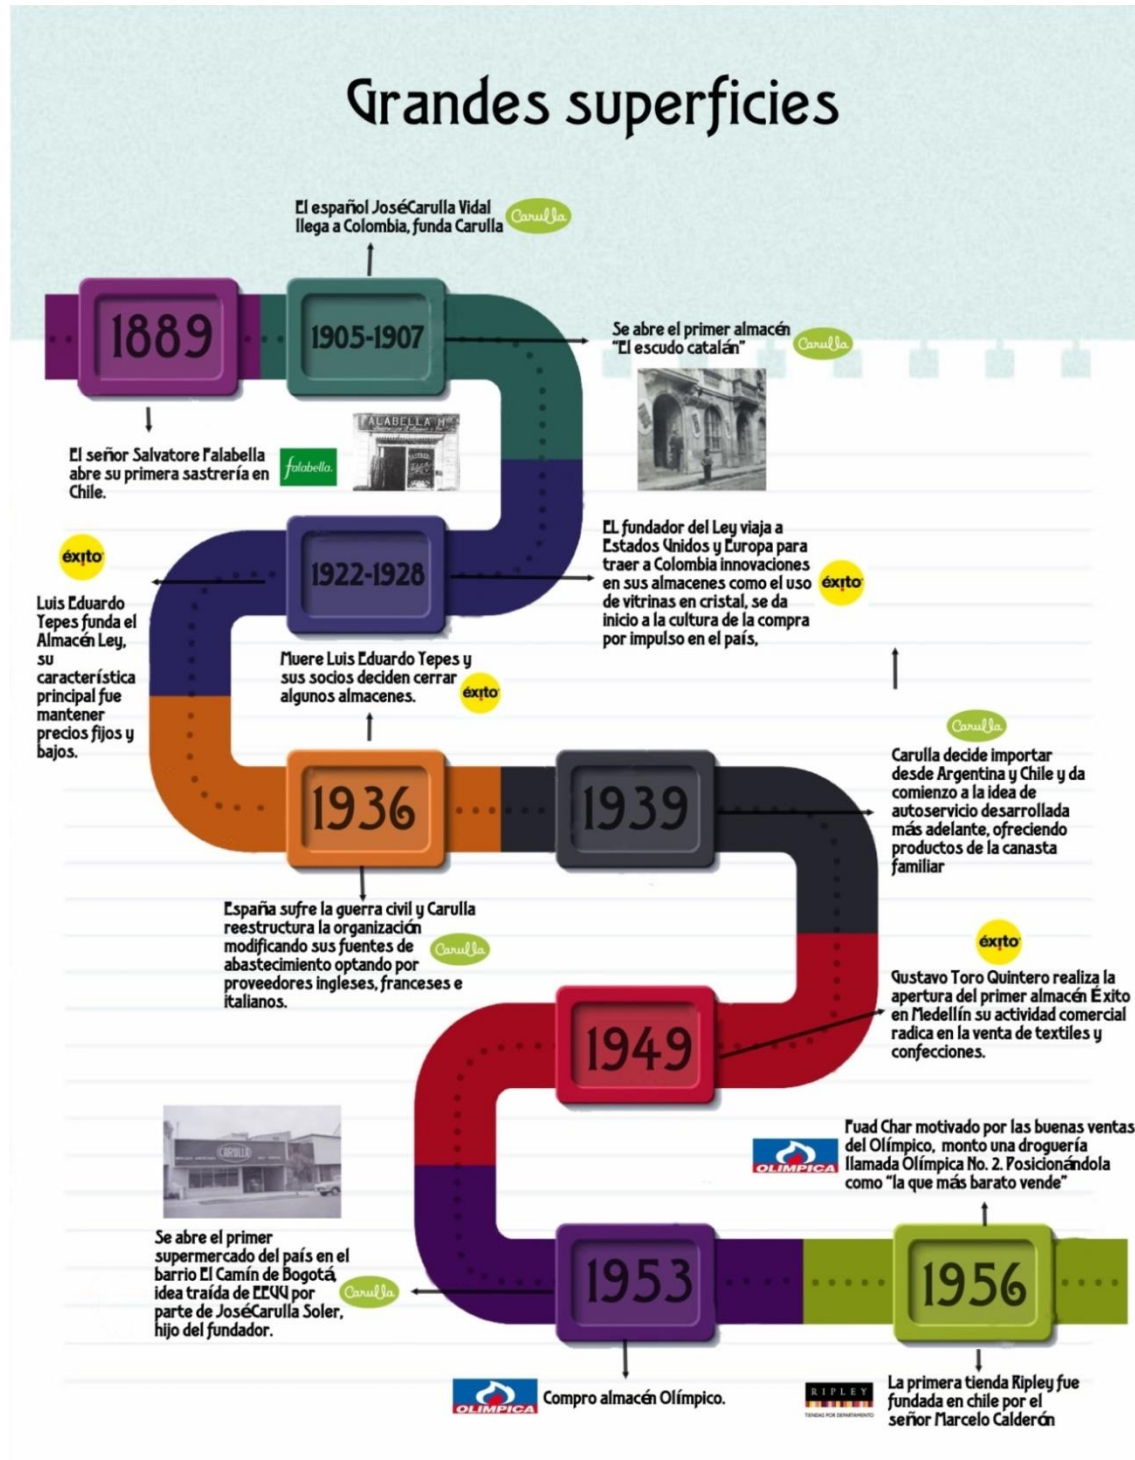 Grandes superficies
El español JoséCarulla Vidal
llega a Colombia, funda Carulla
Carulla
1889
1905-1907
Se abre el primer almacén
"El escudo catalán"
Carulla
El señor Salvatore Falabella
abre su primera sastrería en
Chile.
falabella.
FALABELLA
éxito
Luis Eduardo
Tepes funda el
Almacén Ley,
su
característica
principal fue
mantener
precios fijos y
bajos.
1922-1928
EL fundador del Ley viaja a
Estados Unidos y Europa para
traer a Colombia innovaciones
en sus almacenes como el uso
de vitrinas en cristal, se da
inicio a la cultura de la compra
por impulso en el país,
éxito
Muere Luis Eduardo Tepes y
sus socios deciden cerrar
algunos almacenes.
éxito
1936
1939
Carulla
Carulla decide importar
desde Argentina y Chile y da
comienzo a la idea de
autoservicio desarrollada
más adelante, ofreciendo
productos de la canasta
familiar
España sufre la guerra civil y Carulla
reestructura la organización
modificando sus fuentes de
abastecimiento optando por
proveedores ingleses, franceses e
italianos.
Carulla
éxito
Gustavo Toro Quintero realiza la
apertura del primer almacén Éxito
en Medellín su actividad comercial
radica en la venta de textiles y
confecciones.
1949
CARULLA
Se abre el primer
supermercado del país en el
barrio El Camín de Bogotá,
idea traída de EEUU por
parte de JoséCarulla Soler,
hijo del fundador.
Carulla
OLIMPICA
Fuad Char motivado por las buenas ventas
del Olímpico, monto una droguería
llamada Olímpica No. 2. Posicionándola
como "la que más barato vende"
1953
1956
OLIMPICA
Compro almacén Olímpico.
RIPLEY
TIENDAS POR DEPARTAMENTO
La primera tienda Ripley fue
fundada en chile por el
señor Marcelo Calderón